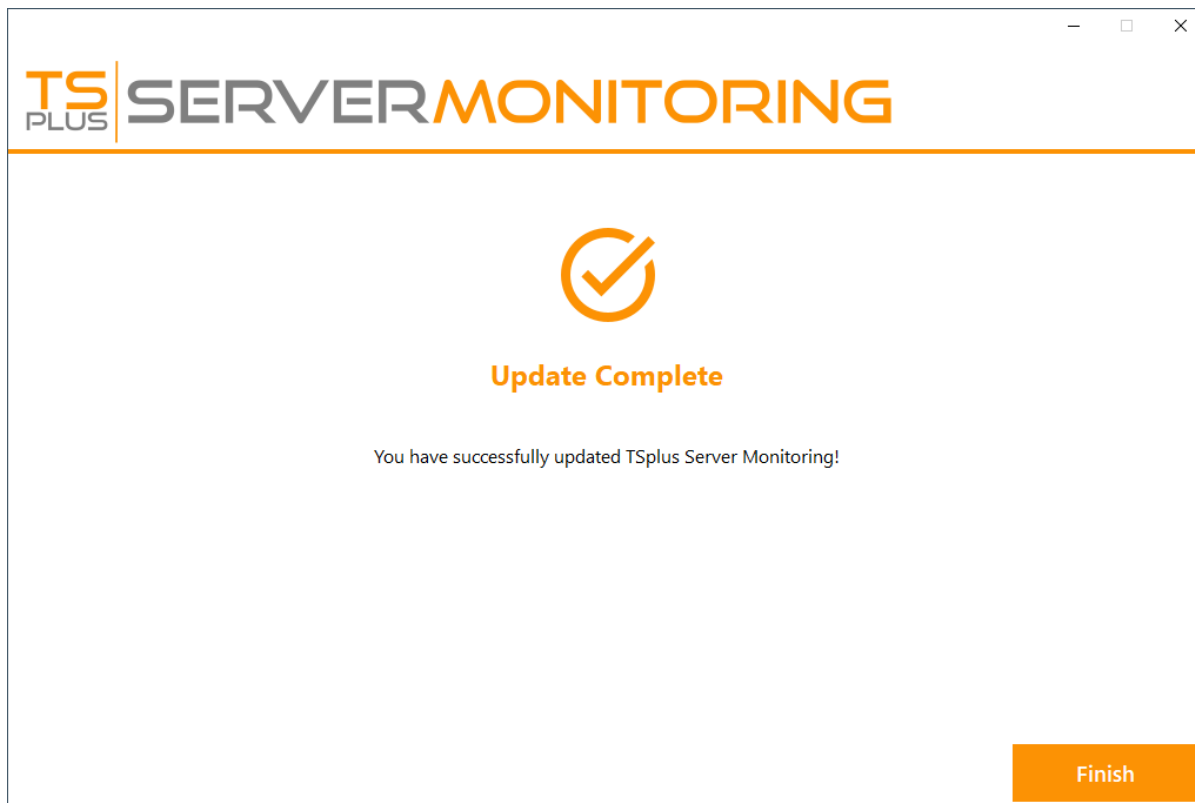 TS PLUS SERVERMONITORING
Update Complete
You have successfully updated TSplus Server Monitoring!
Finish